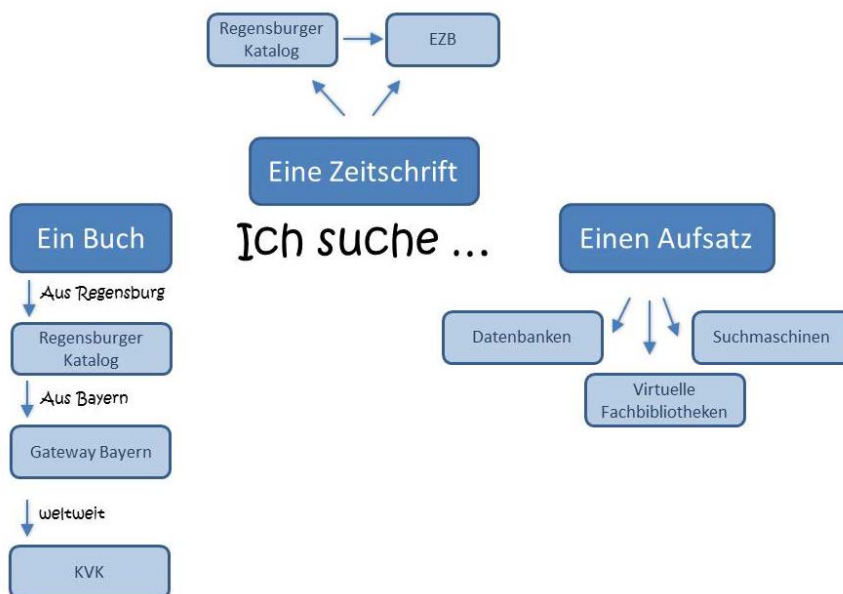 Regensburger
Katalog
EZB
Eine Zeitschrift
Ich suche ...
Ein Buch
Aus Regensburg
Regensburger
Katalog
Aus Bayern
Gateway Bayern
weltweit
KVK
Einen Aufsatz
Datenbanken
Suchmaschinen
Virtuelle
Fachbibliotheken